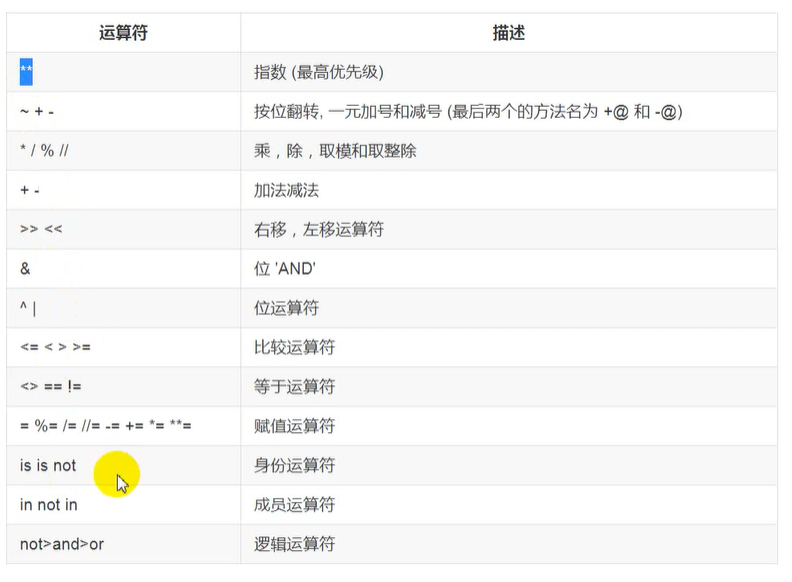 运算符 描述
** 指数 (最高优先级)
~ + - 按位翻转, 一元加号和减号 (最后两个的方法名为 +@ 和 -@)
* / % // 乘，除，取模和取整除
+ - 加法减法
>> << 右移，左移运算符
& 位 'AND'
^ | 位运算符
<= < > >= 比较运算符
<> == != 等于运算符
= %= /= //= -= += *= **= 赋值运算符
is is not 身份运算符
in not in 成员运算符
not>and>or 逻辑运算符